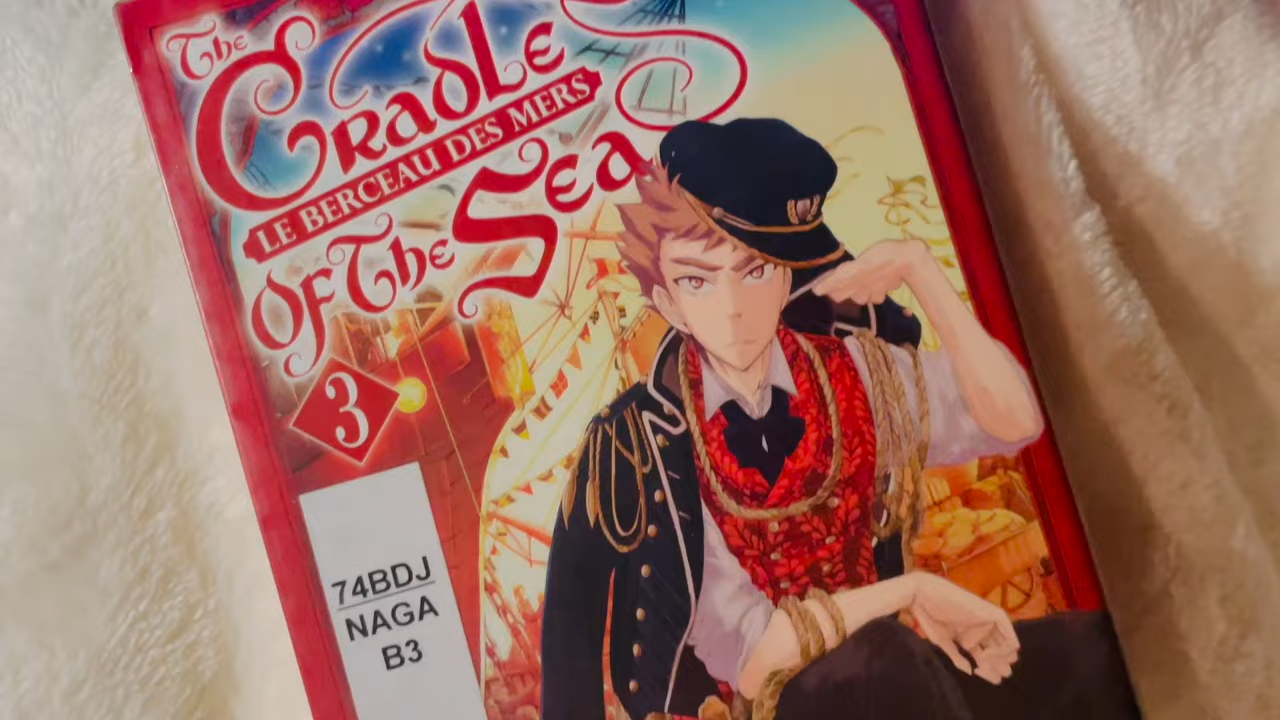 The
Cradle
LE BERCEAU DES MERS
OF The Sea
3
74BDJ
NAGA
B3